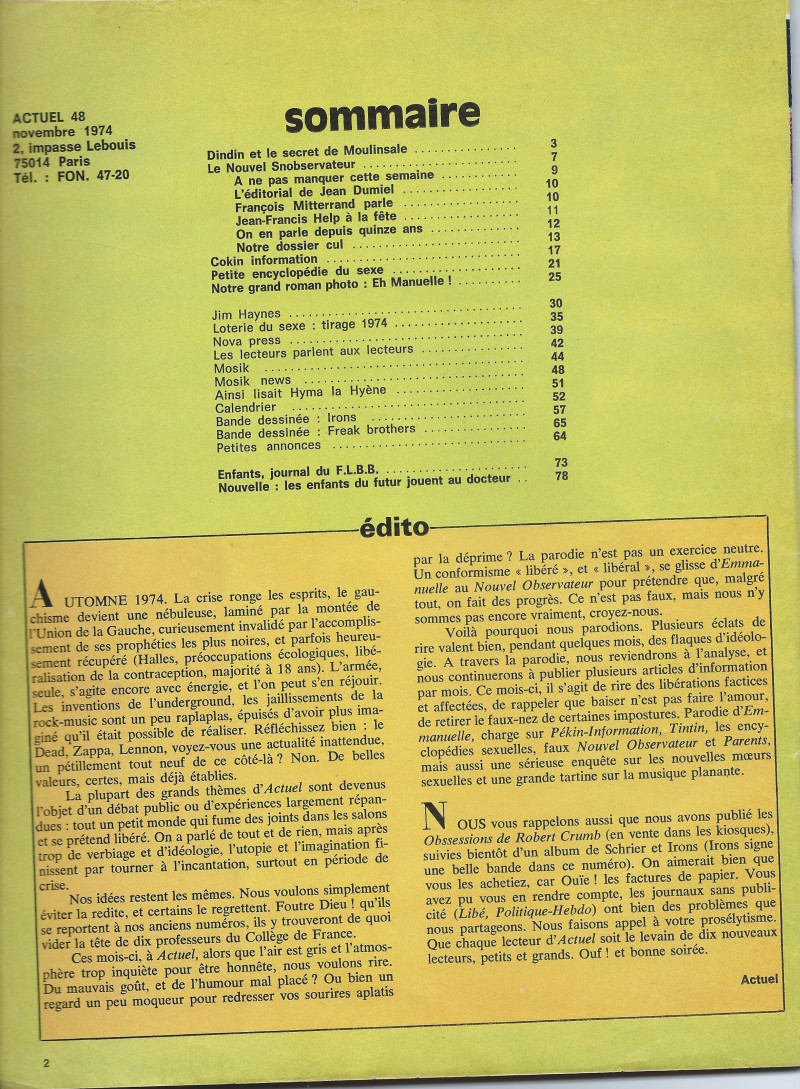 ACTUEL 48
novembre 1974
2, impasse Lebouis
75014 Paris
Tél. : FON. 47-20
sommaire
Dindin et le secret de Moulinsale ............... 3
Le Nouvel Snobservateur ............... 7
A ne pas manquer cette semaine ............... 9
L'éditorial de Jean Dumiel ............... 10
François Mitterrand parle ............... 10
Jean-Francis Help à la fête ............... 11
On en parle depuis quinze ans ............... 12
Notre dossier cul ............... 13
Cokin information ............... 17
Petite encyclopédie du sexe ............... 21
Notre grand roman photo : Eh Manuelle ! .......... 25
Jim Haynes ............... 30
Loterie du sexe : tirage 1974 ............... 35
Nova press ............... 39
Les lecteurs parlent aux lecteurs ............... 42
Mosik ............... 44
Mosik news ............... 48
Ainsi lisait Hyma la Hyène ............... 51
Calendrier ............... 52
Bande dessinée : Irons ............... 57
Bande dessinée : Freak brothers ............... 65
Petites annonces ............... 64
Enfants, journal du F.L.B.B. ............... 73
Nouvelle : les enfants du futur jouent au docteur .. 78
édito
AUTOMNE 1974. La crise ronge les esprits, le gau-
chisme devient une nébuleuse, laminé par la montée de
l'Union de la Gauche, curieusement invalidé par l'accomplis-
sement de ses prophéties les plus noires, et parfois heureu-
sement récupéré (Halles, préoccupations écologiques, libé-
ralisation de la contraception, majorité à 18 ans). L'armée,
seule, s'agite encore avec énergie, et l'on peut s'en réjouir.
Les inventions de l'underground, les jaillissements de la
rock-music sont un peu raplaplas, épuisés d'avoir plus ima-
giné qu'il était possible de réaliser. Réfléchissez bien : le
Dead, Zappa, Lennon, voyez-vous une actualité inattendue,
un pétillement tout neuf de ce côté-là ? Non. De belles
valeurs, certes, mais déjà établies.
La plupart des grands thèmes d'Actuel sont devenus
l'objet d'un débat public ou d'expériences largement répan-
dues : tout un petit monde qui fume des joints dans les salons
et se prétend libéré. On a parlé de tout et de rien, mais après
trop de verbiage et d'idéologie, l'utopie et l'imagination fi-
nissent par tourner à l'incantation, surtout en période de
crise.
Nos idées restent les mêmes. Nous voulons simplement
éviter la redite, et certains le regrettent. Foutre Dieu ! qu'ils
se reportent à nos anciens numéros, ils y trouveront de quoi
vider la tête de dix professeurs du Collège de France.
Ces mois-ci, à Actuel, alors que l'air est gris et l'atmos-
phère trop inquiète pour être honnête, nous voulons rire.
Du mauvais goût, et de l'humour mal placé ? Ou bien un
regard un peu moqueur pour redresser vos sourires aplatis
par la déprime ? La parodie n'est pas un exercice neutre.
Un conformisme « libéré », et « libéral », se glisse d'Emma-
nuelle au Nouvel Observateur pour prétendre que, malgré
tout, on fait des progrès. Ce n'est pas faux, mais nous n'y
sommes pas encore vraiment, croyez-nous.
Voilà pourquoi nous parodions. Plusieurs éclats de
rire valent bien, pendant quelques mois, des flaques d'idéolo-
gie. A travers la parodie, nous reviendrons à l'analyse, et
nous continuerons à publier plusieurs articles d'information
par mois. Ce mois-ci, il s'agit de rire des libérations factices
et affectées, de rappeler que baiser n'est pas faire l'amour,
de retirer le faux-nez de certaines impostures. Parodie d'Em-
manuelle, charge sur Pékin-Information, Tintin, les ency-
clopédies sexuelles, faux Nouvel Observateur et Parents,
mais aussi une sérieuse enquête sur les nouvelles mœurs
sexuelles et une grande tartine sur la musique planante.
NOUS vous rappelons aussi que nous avons publié les
Obssessions de Robert Crumb (en vente dans les kiosques),
suivies bientôt d'un album de Schrier et Irons (Irons signe
une belle bande dans ce numéro). On aimerait bien que
vous les achetiez, car Ouïe ! les factures de papier. Vous
avez pu vous en rendre compte, les journaux sans publi-
cité (Libé, Politique-Hebdo) ont bien des problèmes que
nous partageons. Nous faisons appel à votre prosélytisme.
Que chaque lecteur d'Actuel soit le levain de dix nouveaux
lecteurs, petits et grands. Ouf ! et bonne soirée.
Actuel
2